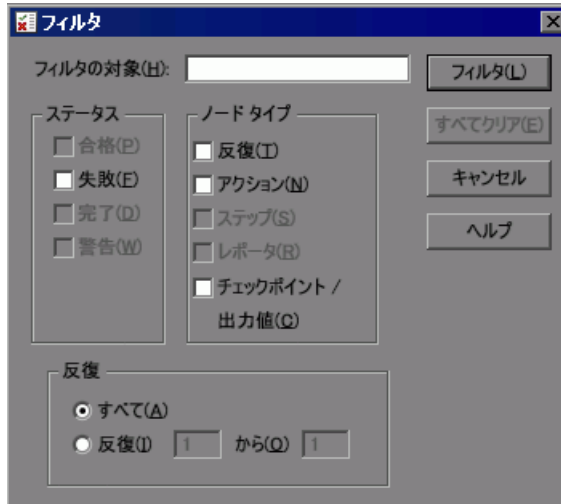 フィルタ
フィルタの対象(H):
フィルタ(L)
すべてクリア(E)
キャンセル
ヘルプ
ステータス
合格(P)
失敗(F)
完了(D)
警告(W)
ノード タイプ
反復(T)
アクション(N)
ステップ(S)
レポータ(R)
チェックポイント /
出力値(C)
反復
すべて(A)
反復(I) 1 から(O) 1